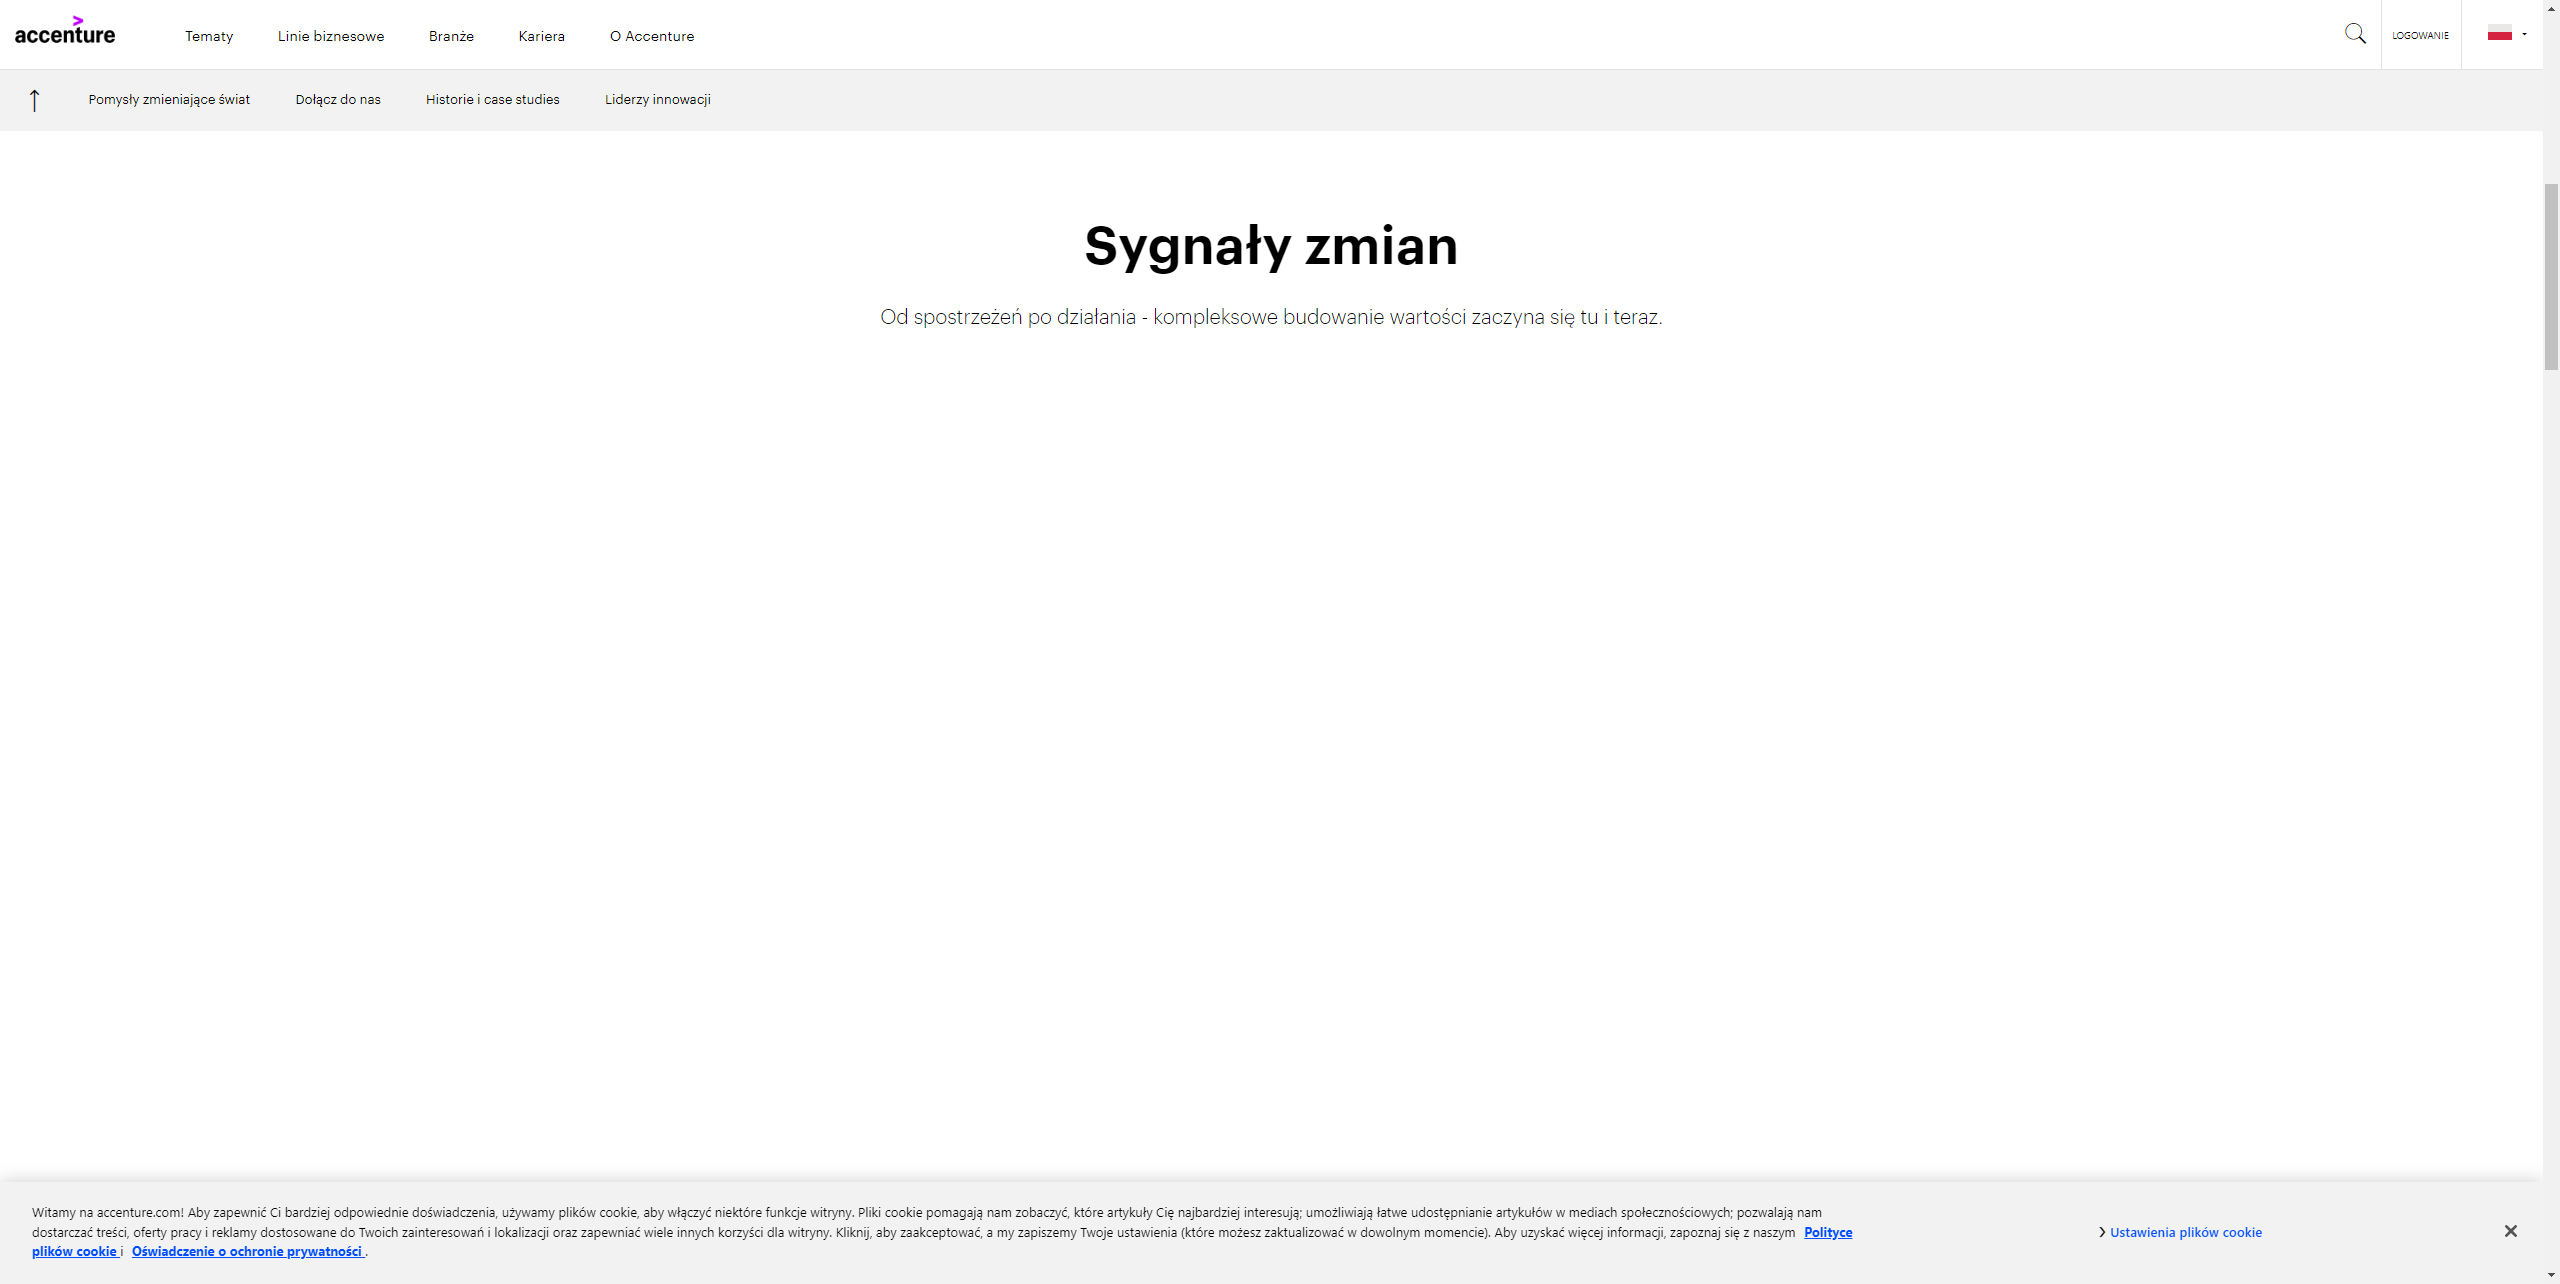 accenture
Tematy
Linie biznesowe
Branże
Kariera
O Accenture
LOGOWANIE
Pomysły zmieniające świat
Dołącz do nas
Historie i case studies
Liderzy innowacji
Sygnały zmian
Od spostrzeżeń po działania - kompleksowe budowanie wartości zaczyna się tu i teraz.
Witamy na accenture.com! Aby zapewnić Ci bardziej odpowiednie doświadczenia, używamy plików cookie, aby włączyć niektóre funkcje witryny. Pliki cookie pomagają nam zobaczyć, które artykuły Cię najbardziej interesują; umożliwiają łatwe udostępnianie artykułów w mediach społecznościowych; pozwalają nam
dostarczać treści, oferty pracy i reklamy dostosowane do Twoich zainteresowań i lokalizacji oraz zapewniać wiele innych korzyści dla witryny. Kliknij, aby zaakceptować, a my zapiszemy Twoje ustawienia (które możesz zaktualizować w dowolnym momencie). Aby uzyskać więcej informacji, zapoznaj się z naszym Polityce
plików cookie i Oświadczenie o ochronie prywatności .
Ustawienia plików cookie